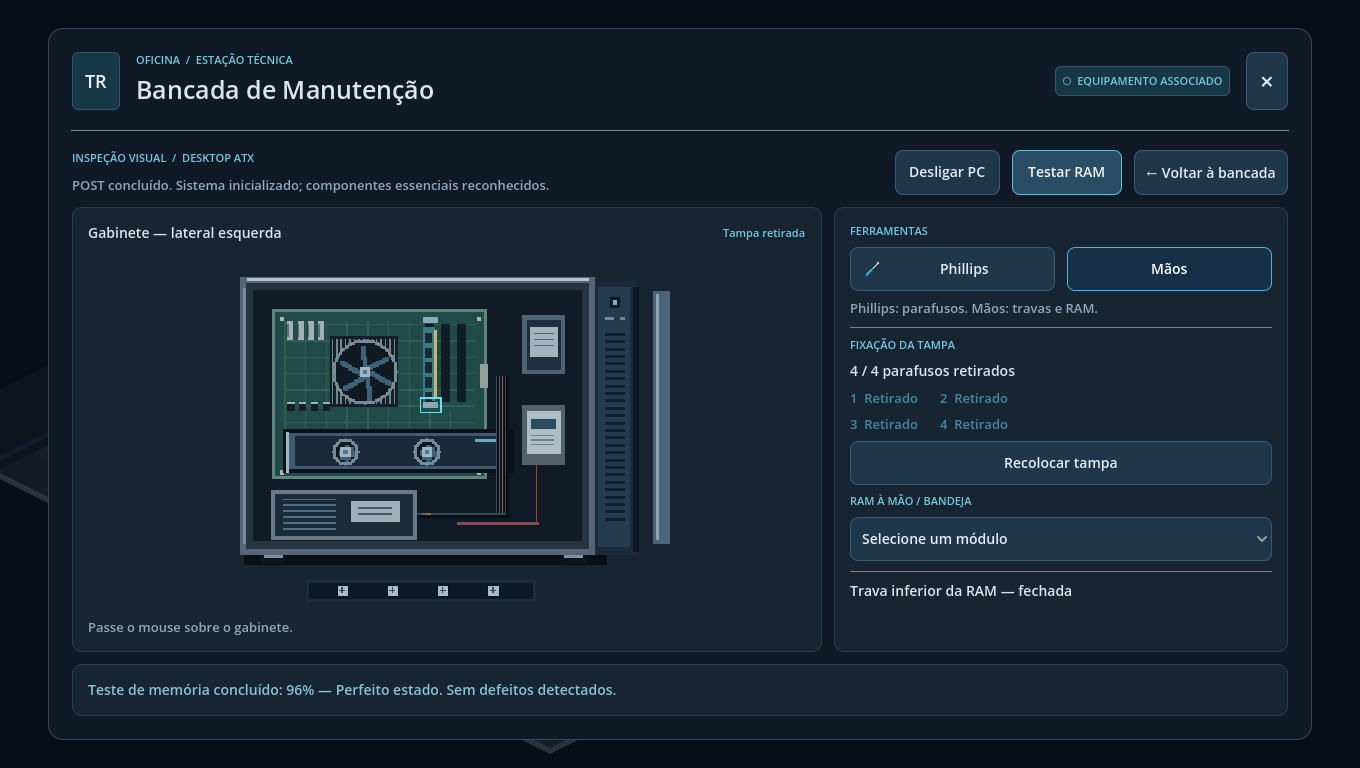 TR
OFICINA / ESTAÇÃO TÉCNICA
Bancada de Manutenção
EQUIPAMENTO ASSOCIADO
×
INSPEÇÃO VISUAL / DESKTOP ATX
POST concluído. Sistema inicializado; componentes essenciais reconhecidos.
Desligar PC
Testar RAM
← Voltar à bancada
Gabinete — lateral esquerda
Tampa retirada
Passe o mouse sobre o gabinete.
FERRAMENTAS
Phillips
Mãos
Phillips: parafusos. Mãos: travas e RAM.
FIXAÇÃO DA TAMPA
4 / 4 parafusos retirados
1 Retirado 2 Retirado
3 Retirado 4 Retirado
Recolocar tampa
RAM À MÃO / BANDEJA
Selecione um módulo
Trava inferior da RAM — fechada
Teste de memória concluído: 96% — Perfeito estado. Sem defeitos detectados.